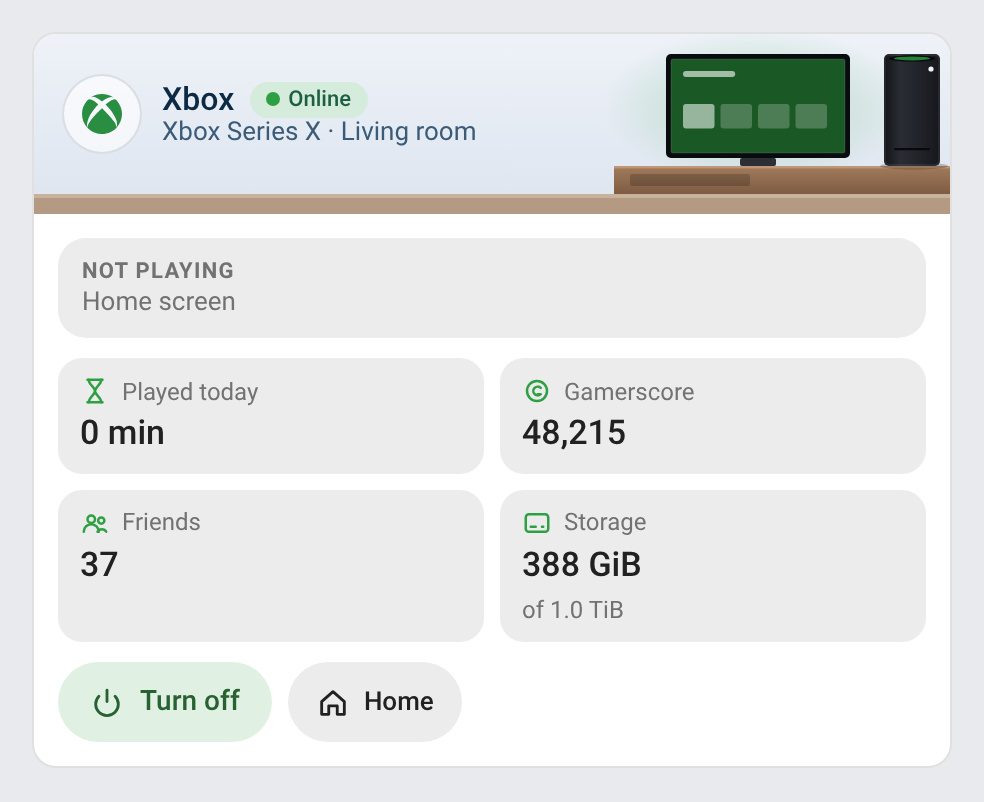 Xbox Online
Xbox Series X · Living room
NOT PLAYING
Home screen
Played today
0 min
Gamerscore
48,215
Friends
37
Storage
388 GiB
of 1.0 TiB
Turn off
Home